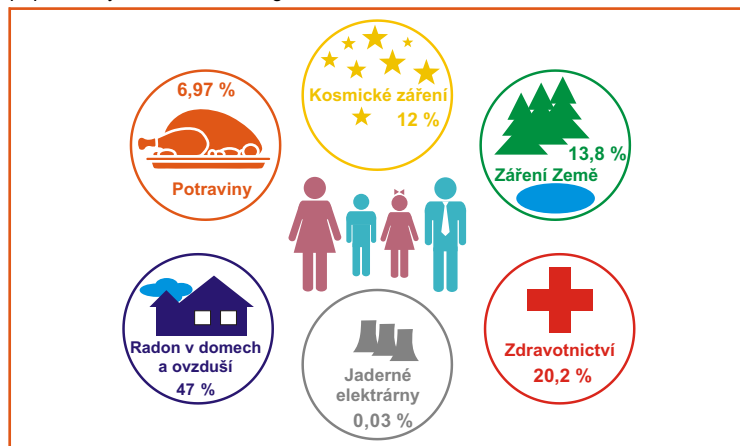 6,97 %
Potraviny
Kosmické záření
12 %
13,8 %
Záření Země
Radon v domech
a ovzduší
47 %
Jaderné
elektrárny
0,03 %
Zdravotnictví
20,2 %